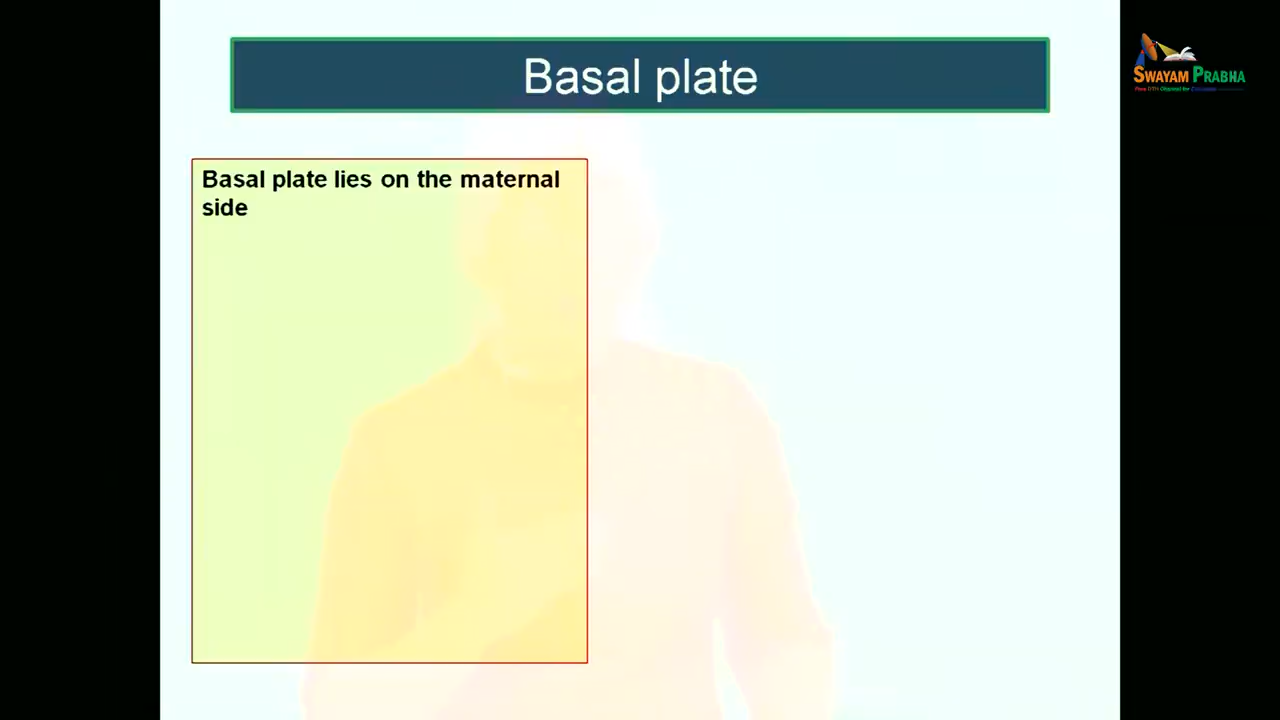 Basal plate
SWAYAM PRABHA
Basal plate lies on the maternal
side